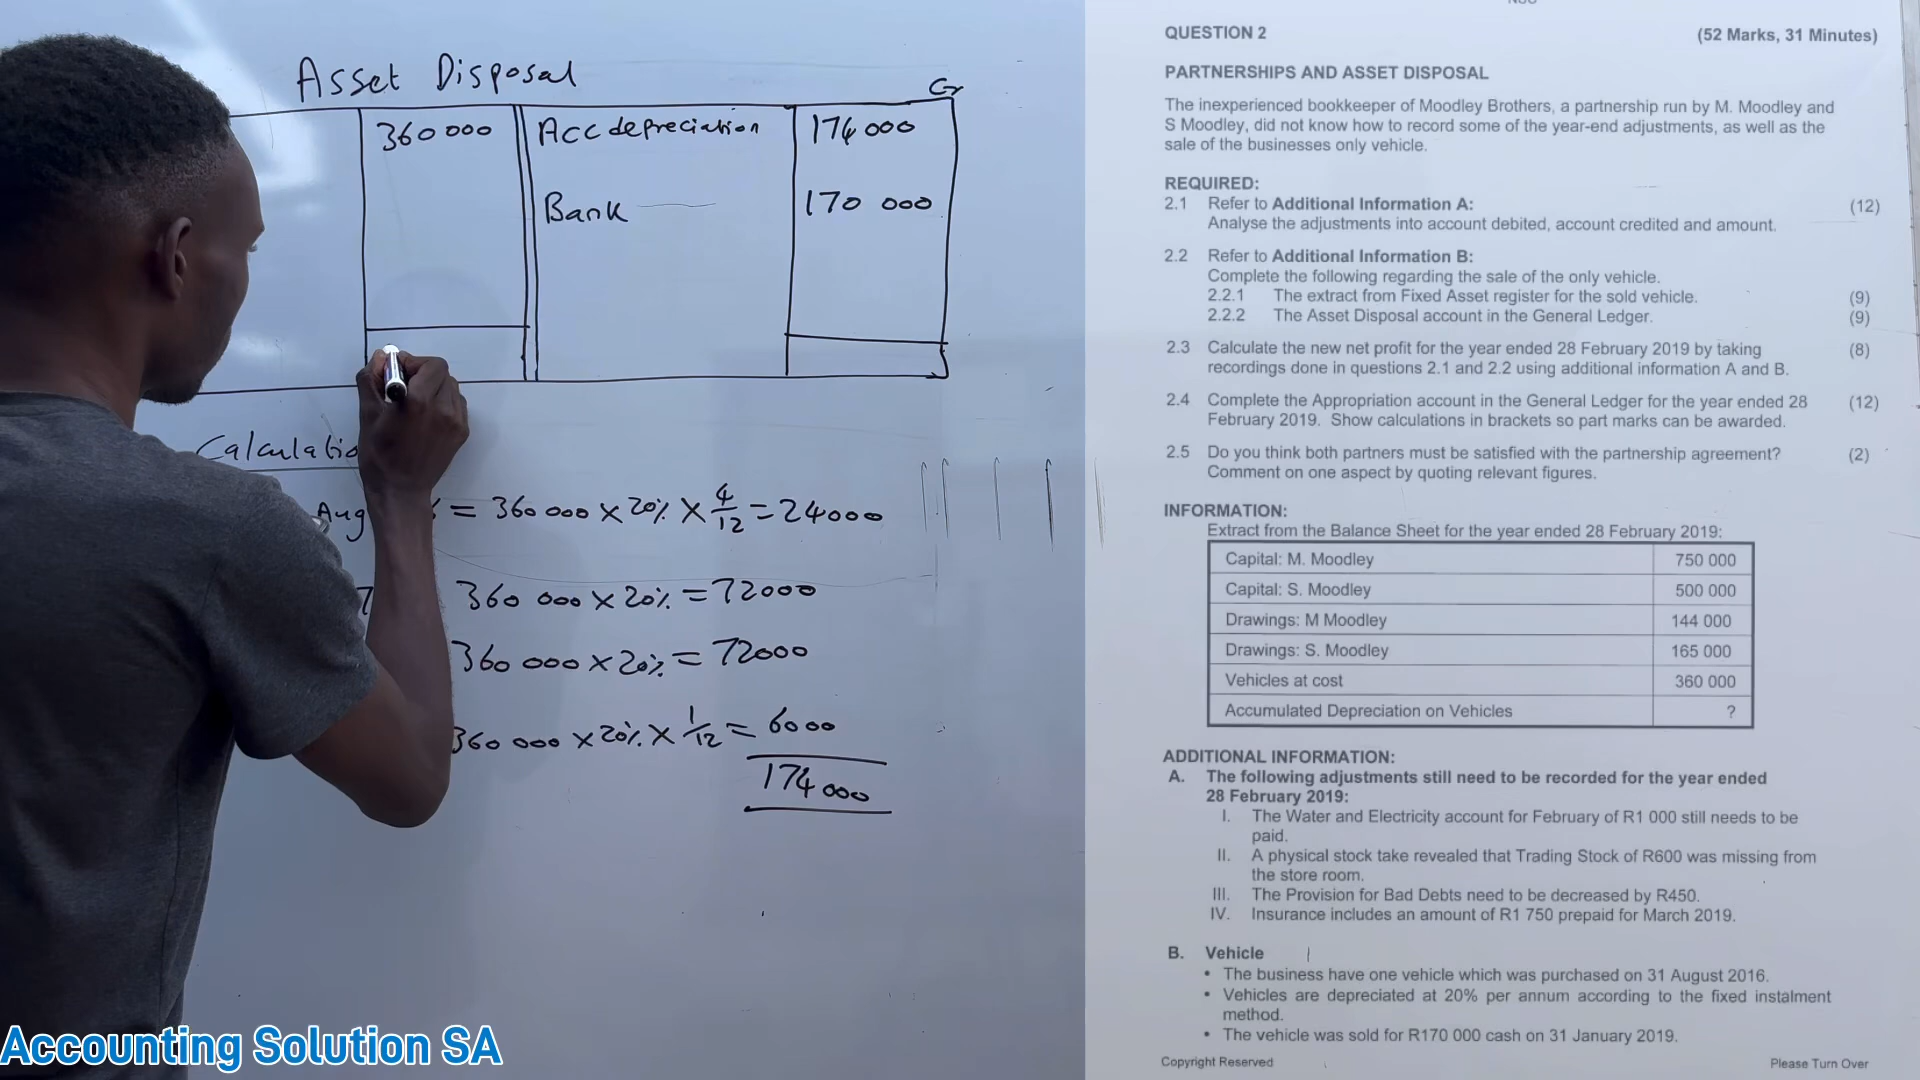 Asset Disposal
Cr
360 000 Acc depreciation 174 000
Bank 170 000
Calculatio
Aug = 360 000 × 20% × 4/12 = 24000
360 000 × 20% = 72000
360 000 × 20% = 72000
360 000 × 20% × 1/12 = 6000
174 000
Accounting Solution SA
QUESTION 2 (52 Marks, 31 Minutes)
PARTNERSHIPS AND ASSET DISPOSAL
The inexperienced bookkeeper of Moodley Brothers, a partnership run by M. Moodley and
S Moodley, did not know how to record some of the year-end adjustments, as well as the
sale of the businesses only vehicle.
REQUIRED:
2.1 Refer to Additional Information A: (12)
Analyse the adjustments into account debited, account credited and amount.
2.2 Refer to Additional Information B:
Complete the following regarding the sale of the only vehicle.
2.2.1 The extract from Fixed Asset register for the sold vehicle. (9)
2.2.2 The Asset Disposal account in the General Ledger. (9)
2.3 Calculate the new net profit for the year ended 28 February 2019 by taking (8)
recordings done in questions 2.1 and 2.2 using additional information A and B.
2.4 Complete the Appropriation account in the General Ledger for the year ended 28 (12)
February 2019. Show calculations in brackets so part marks can be awarded.
2.5 Do you think both partners must be satisfied with the partnership agreement? (2)
Comment on one aspect by quoting relevant figures.
INFORMATION:
Extract from the Balance Sheet for the year ended 28 February 2019:
Capital: M. Moodley 750 000
Capital: S. Moodley 500 000
Drawings: M Moodley 144 000
Drawings: S. Moodley 165 000
Vehicles at cost 360 000
Accumulated Depreciation on Vehicles ?
ADDITIONAL INFORMATION:
A. The following adjustments still need to be recorded for the year ended
28 February 2019:
I. The Water and Electricity account for February of R1 000 still needs to be
paid.
II. A physical stock take revealed that Trading Stock of R600 was missing from
the store room.
III. The Provision for Bad Debts need to be decreased by R450.
IV. Insurance includes an amount of R1 750 prepaid for March 2019.
B. Vehicle
• The business have one vehicle which was purchased on 31 August 2016.
• Vehicles are depreciated at 20% per annum according to the fixed instalment
method.
• The vehicle was sold for R170 000 cash on 31 January 2019.
Copyright Reserved Please Turn Over